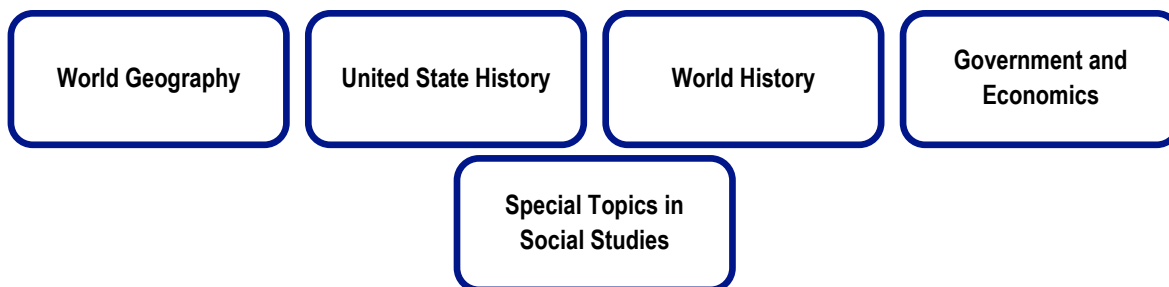 World Geography
United State History
World History
Government and
Economics
Special Topics in
Social Studies